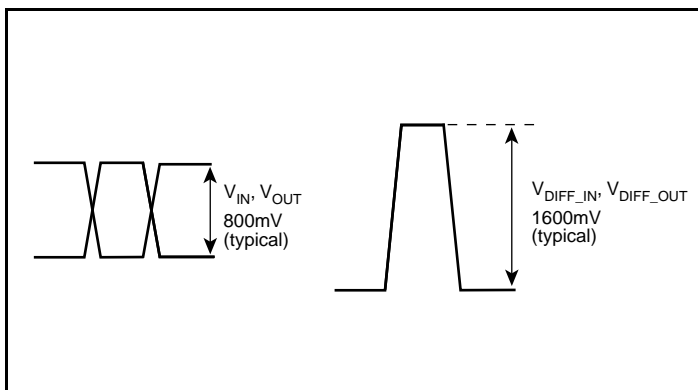 V_IN, V_OUT
800mV
(typical)
V_DIFF_IN, V_DIFF_OUT
1600mV
(typical)